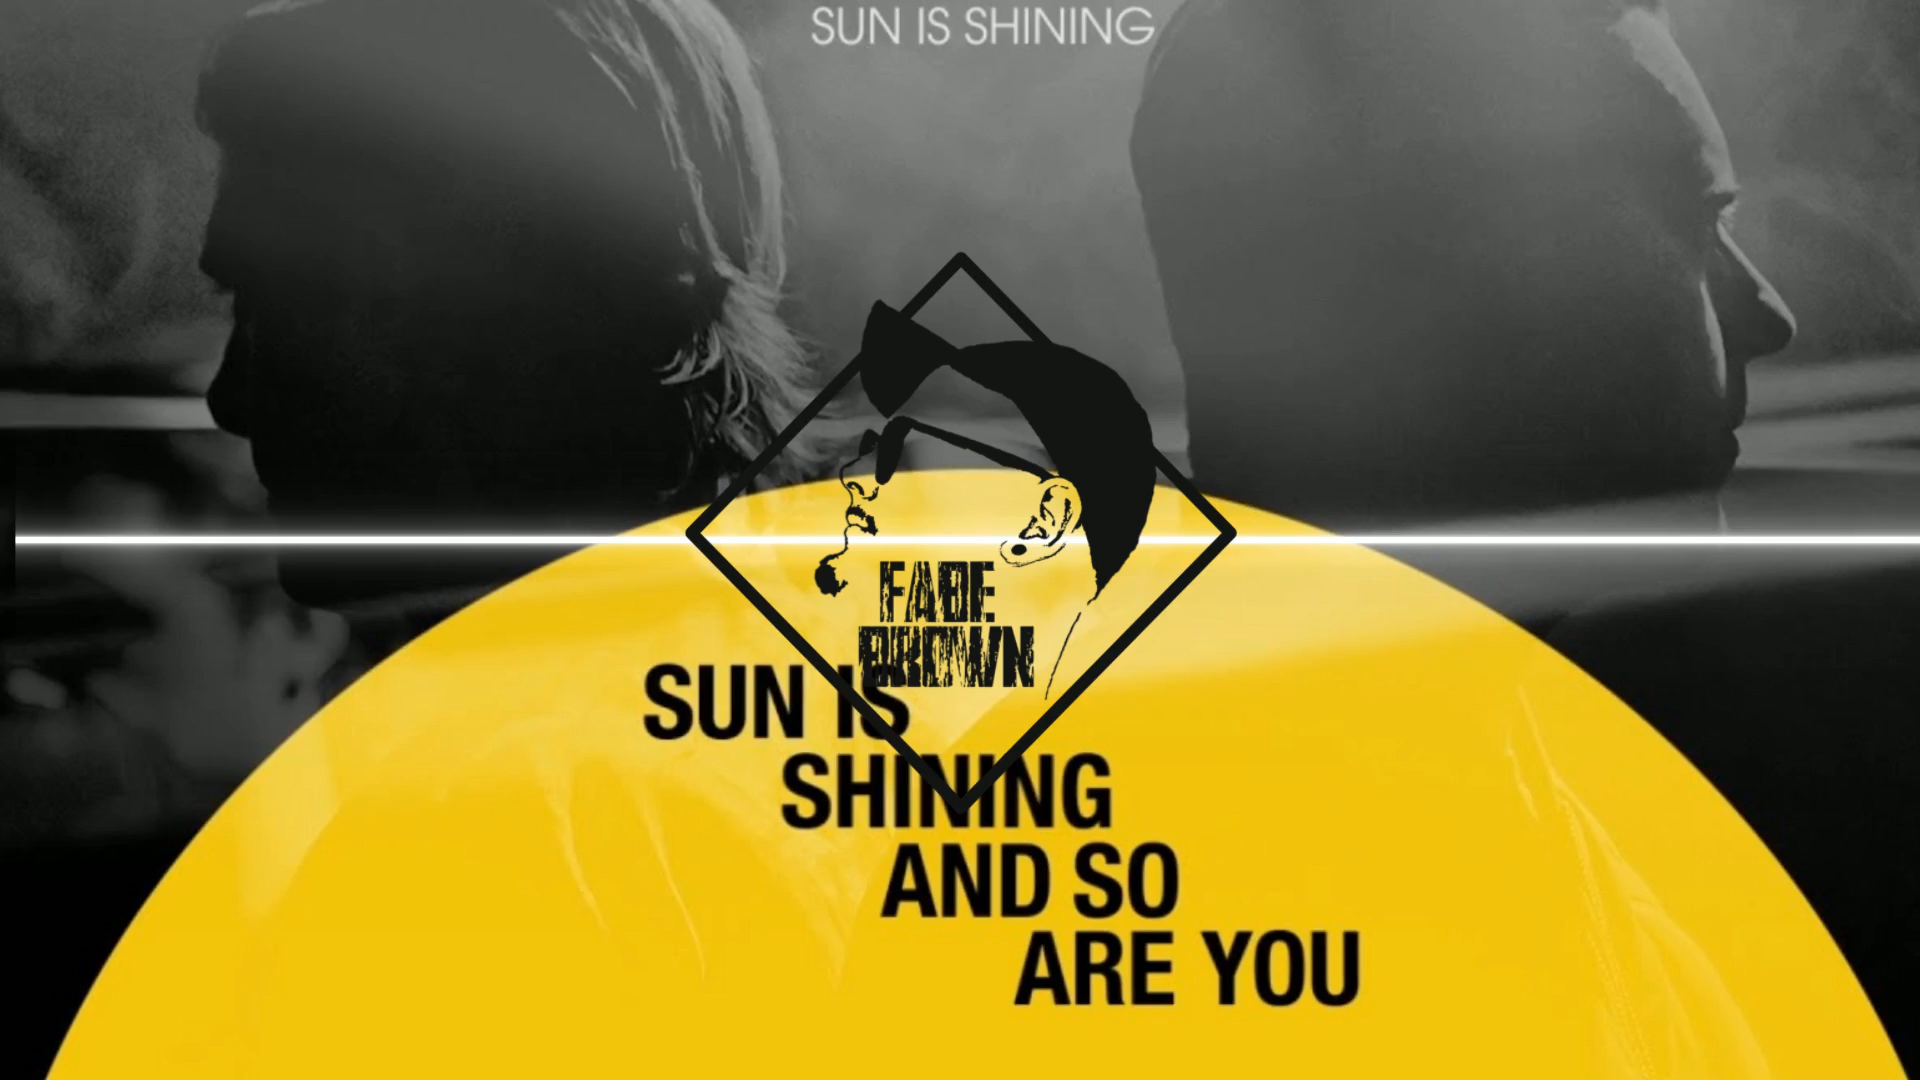 SUN IS SHINING
FADE
BROWN
SUN IS
SHINING
AND SO
ARE YOU